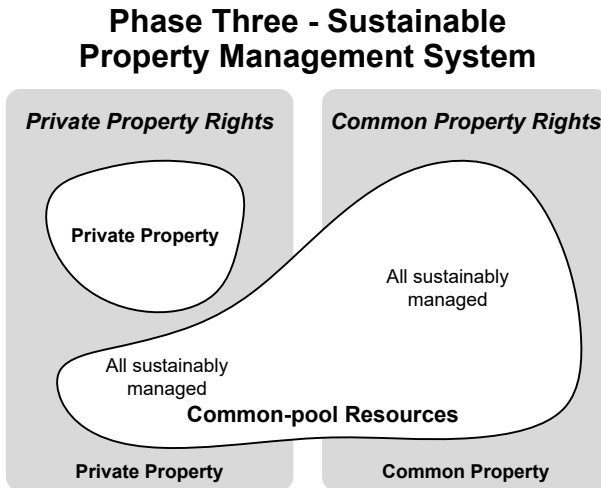 Phase Three - Sustainable
Property Management System
Private Property Rights
Common Property Rights
Private Property
All sustainably
managed
All sustainably
managed
Common-pool Resources
Private Property
Common Property